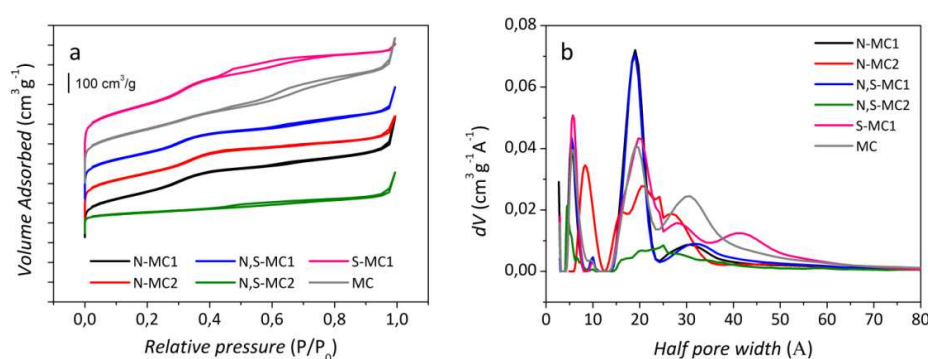 a
100 cm³/g
Volume Adsorbed (cm³ g⁻¹)
N-MC1
N,S-MC1
S-MC1
N-MC2
N,S-MC2
MC
0,0
0,2
0,4
0,6
0,8
1,0
Relative pressure (P/P₀)
b
N-MC1
N-MC2
N,S-MC1
N,S-MC2
S-MC1
MC
dV (cm³ g⁻¹A⁻¹)
0,08
0,06
0,04
0,02
0,00
0
10
20
30
40
50
60
70
80
Half pore width (A)